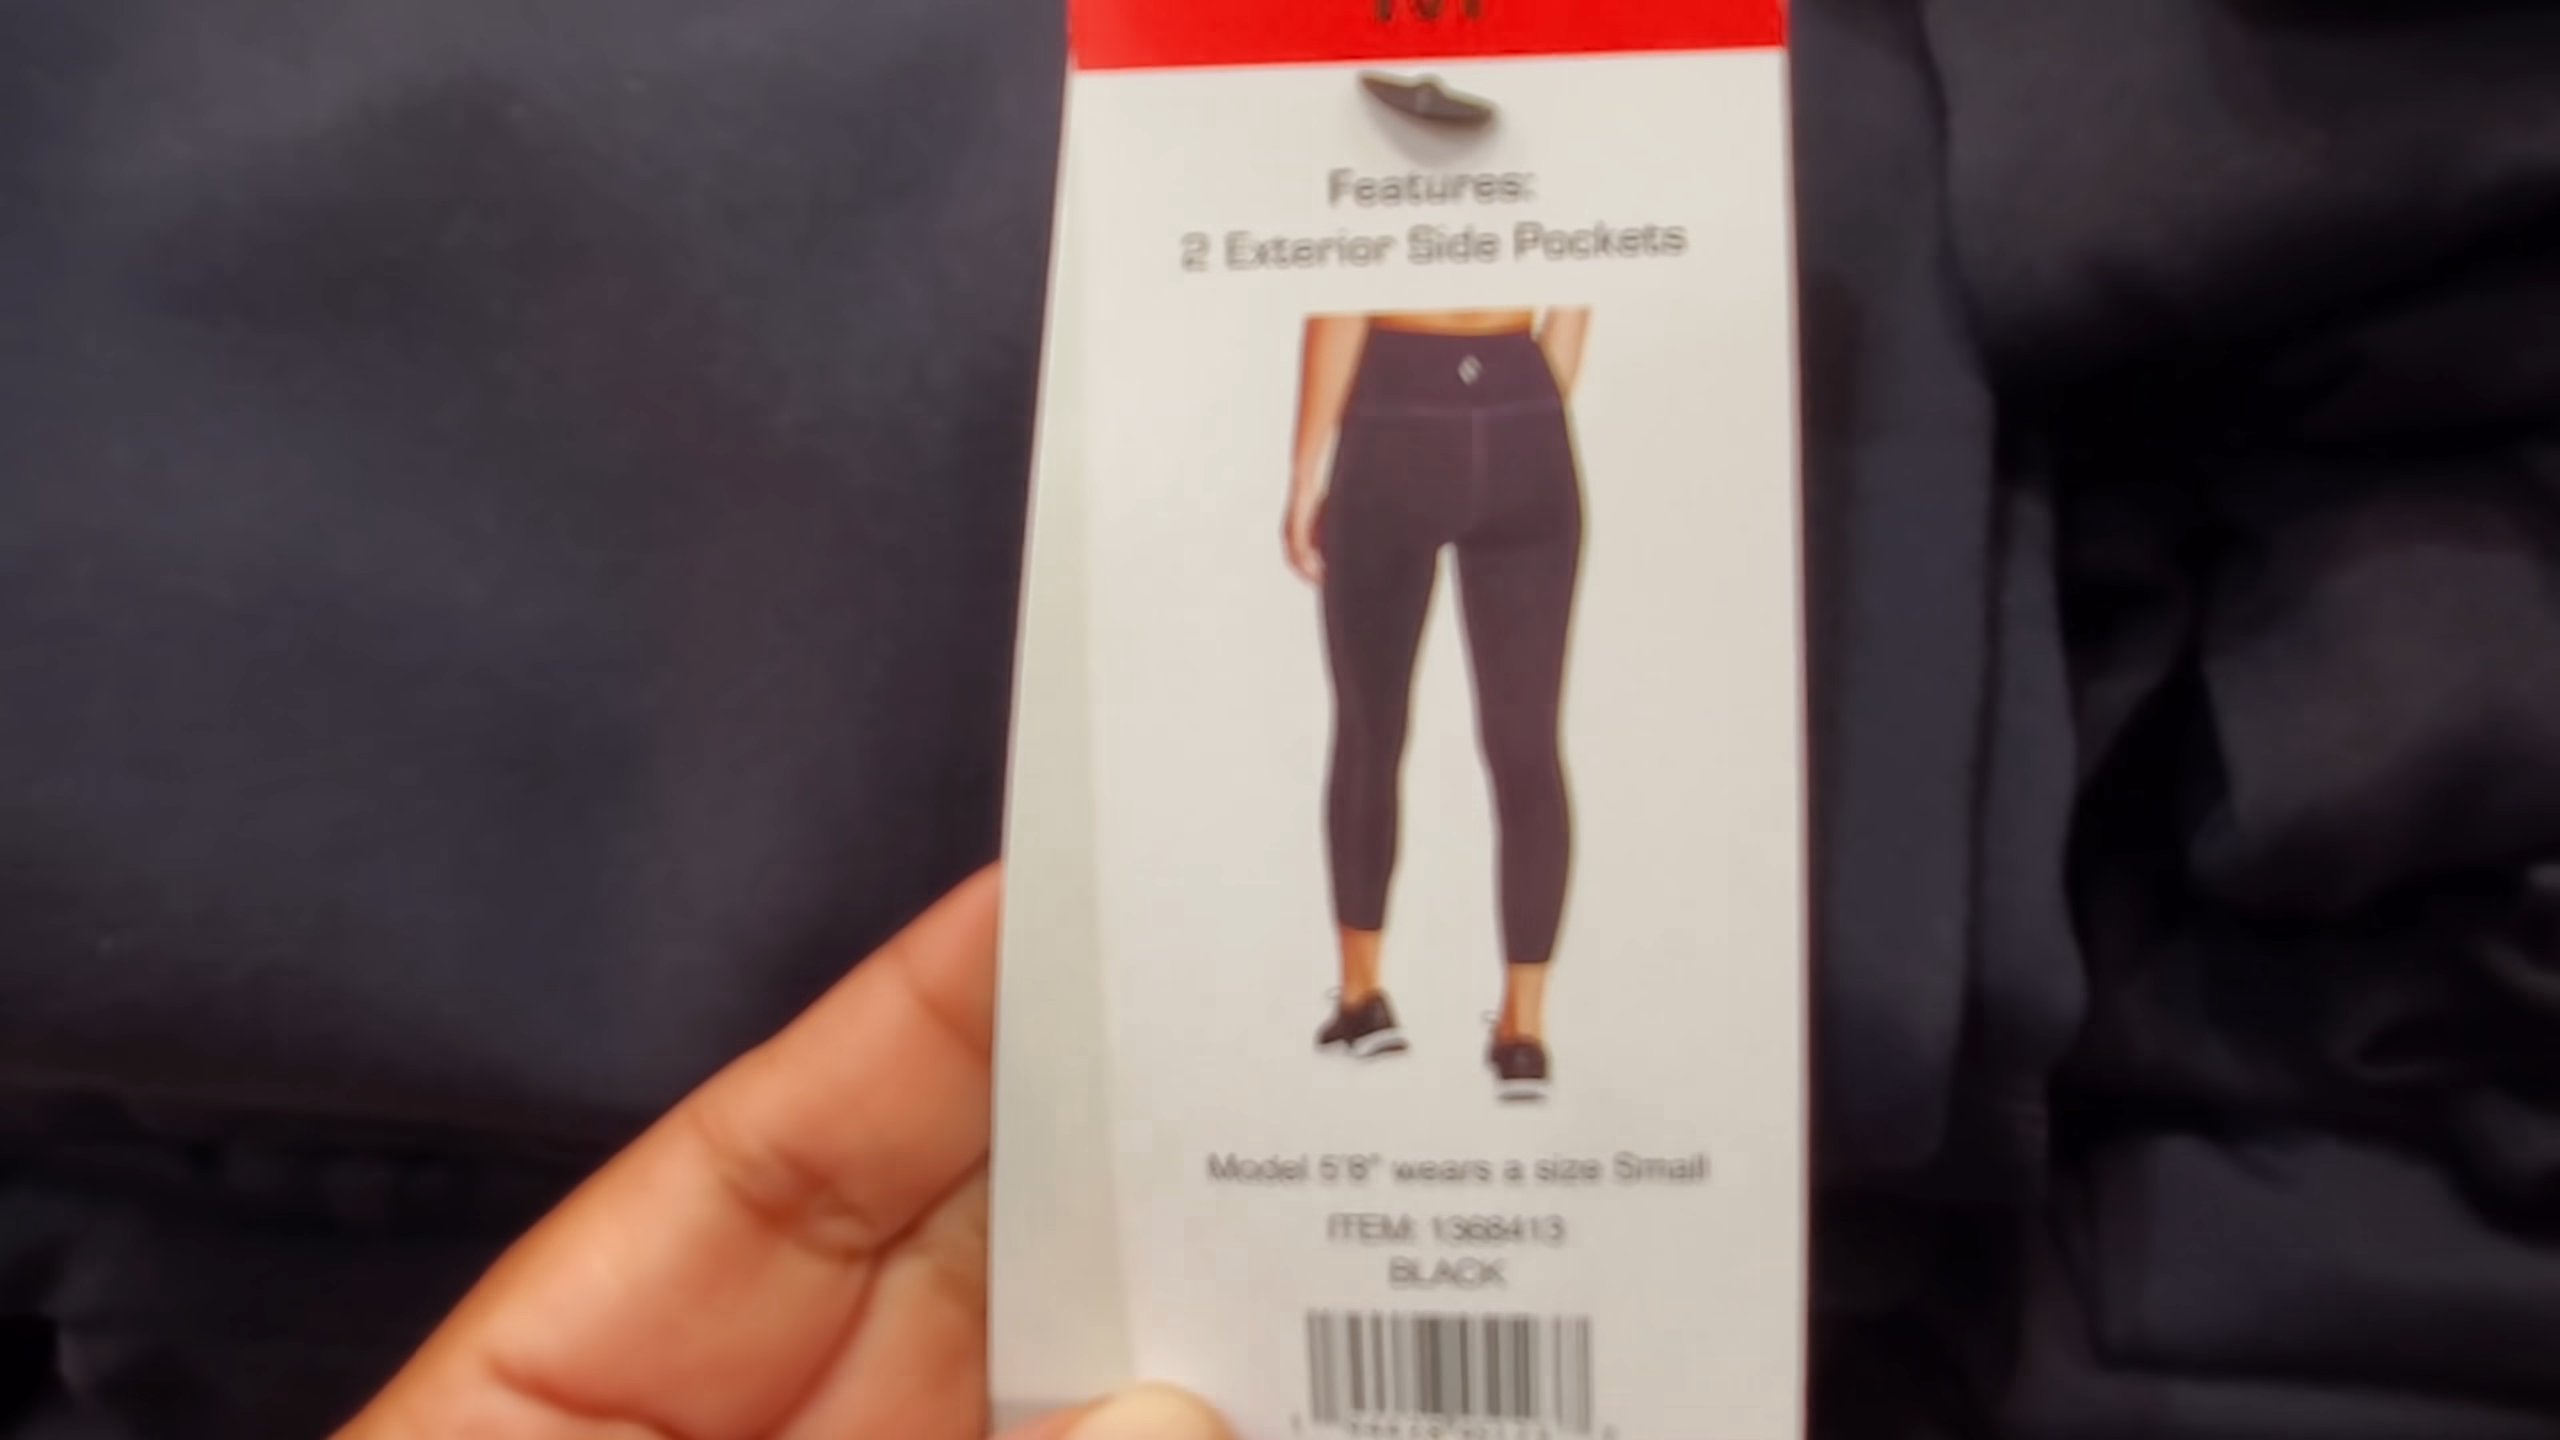 Features:
2 Exterior Side Pockets
Model 5'8" wears a size Small
ITEM: 1368413
BLACK